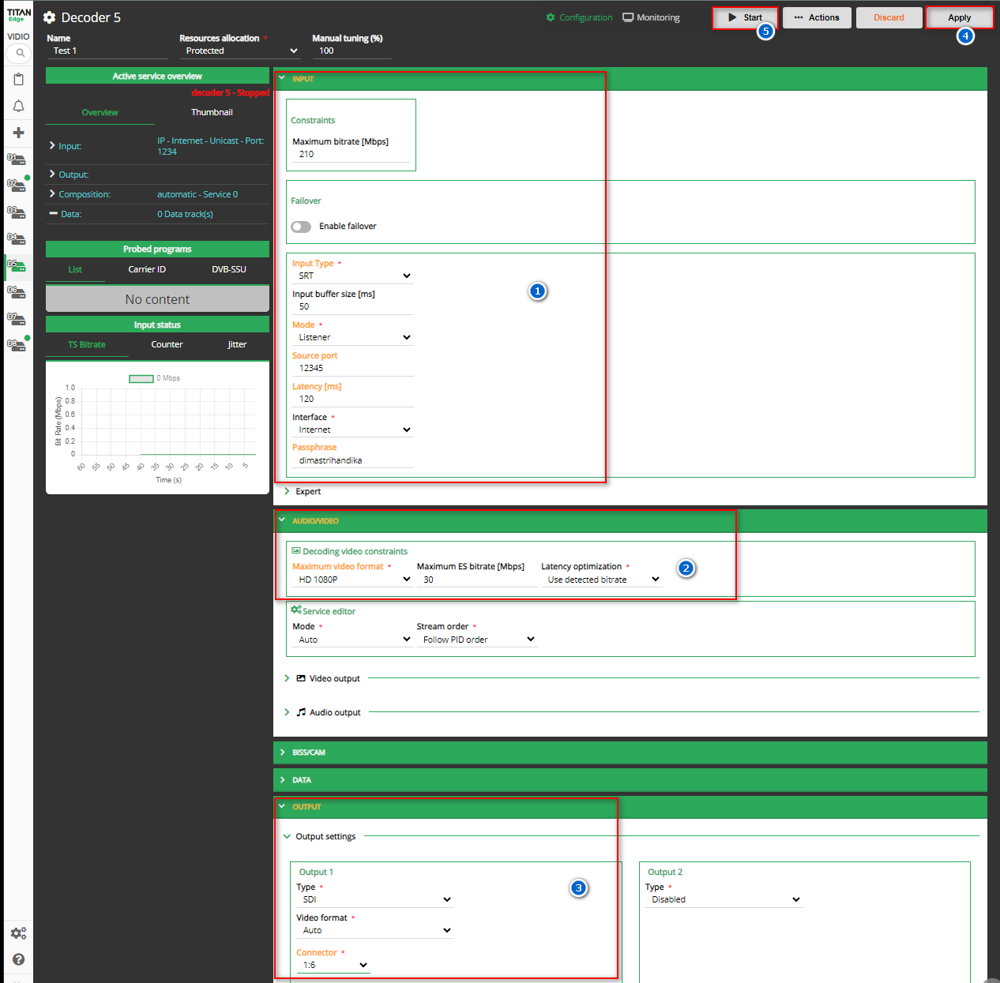 TITAN
Edge
Decoder 5
Configuration
Monitoring
Start
Actions
Discard
Apply
5
4
VIDIO
Name
Test 1
Resources allocation *
Protected
Manual tuning (%)
100
D1
D2
D3
D4
D5
D6
D7
D8
Active service overview
decoder 5 - Stopped
Overview
Thumbnail
Input:
IP - Internet - Unicast - Port:
1234
Output:
Composition:
automatic - Service 0
Data:
0 Data track(s)
Probed programs
List
Carrier ID
DVB-SSU
No content
Input status
TS Bitrate
Counter
Jitter
0 Mbps
1.0
0.8
0.6
0.4
0.2
0
Bit Rate (Mbps)
60 55 50 45 40 35 30 25 20 15 10 5
Time (s)
INPUT
Constraints
Maximum bitrate [Mbps]
210
Failover
Enable failover
Input Type *
SRT
1
Input buffer size [ms]
50
Mode *
Listener
Source port
12345
Latency [ms]
120
Interface *
Internet
Passphrase
dimastrihandika
Expert
AUDIO/VIDEO
Decoding video constraints
Maximum video format *
HD 1080P
Maximum ES bitrate [Mbps]
30
Latency optimization *
Use detected bitrate
2
Service editor
Mode *
Auto
Stream order *
Follow PID order
Video output
Audio output
BISS/CAM
DATA
OUTPUT
Output settings
Output 1
Type *
SDI
Video format *
Auto
Connector *
1:6
3
Output 2
Type *
Disabled